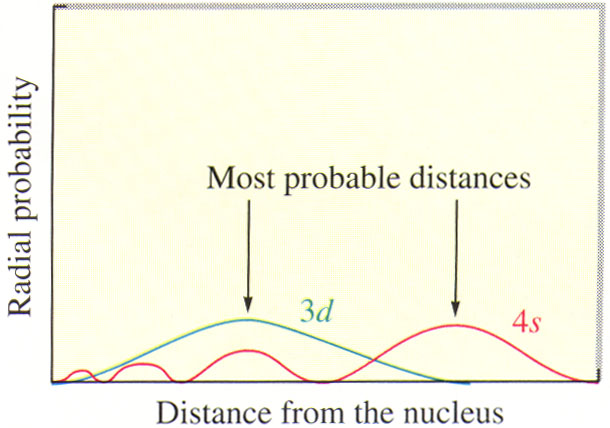 Radial probability
Most probable distances
3d
4s
Distance from the nucleus